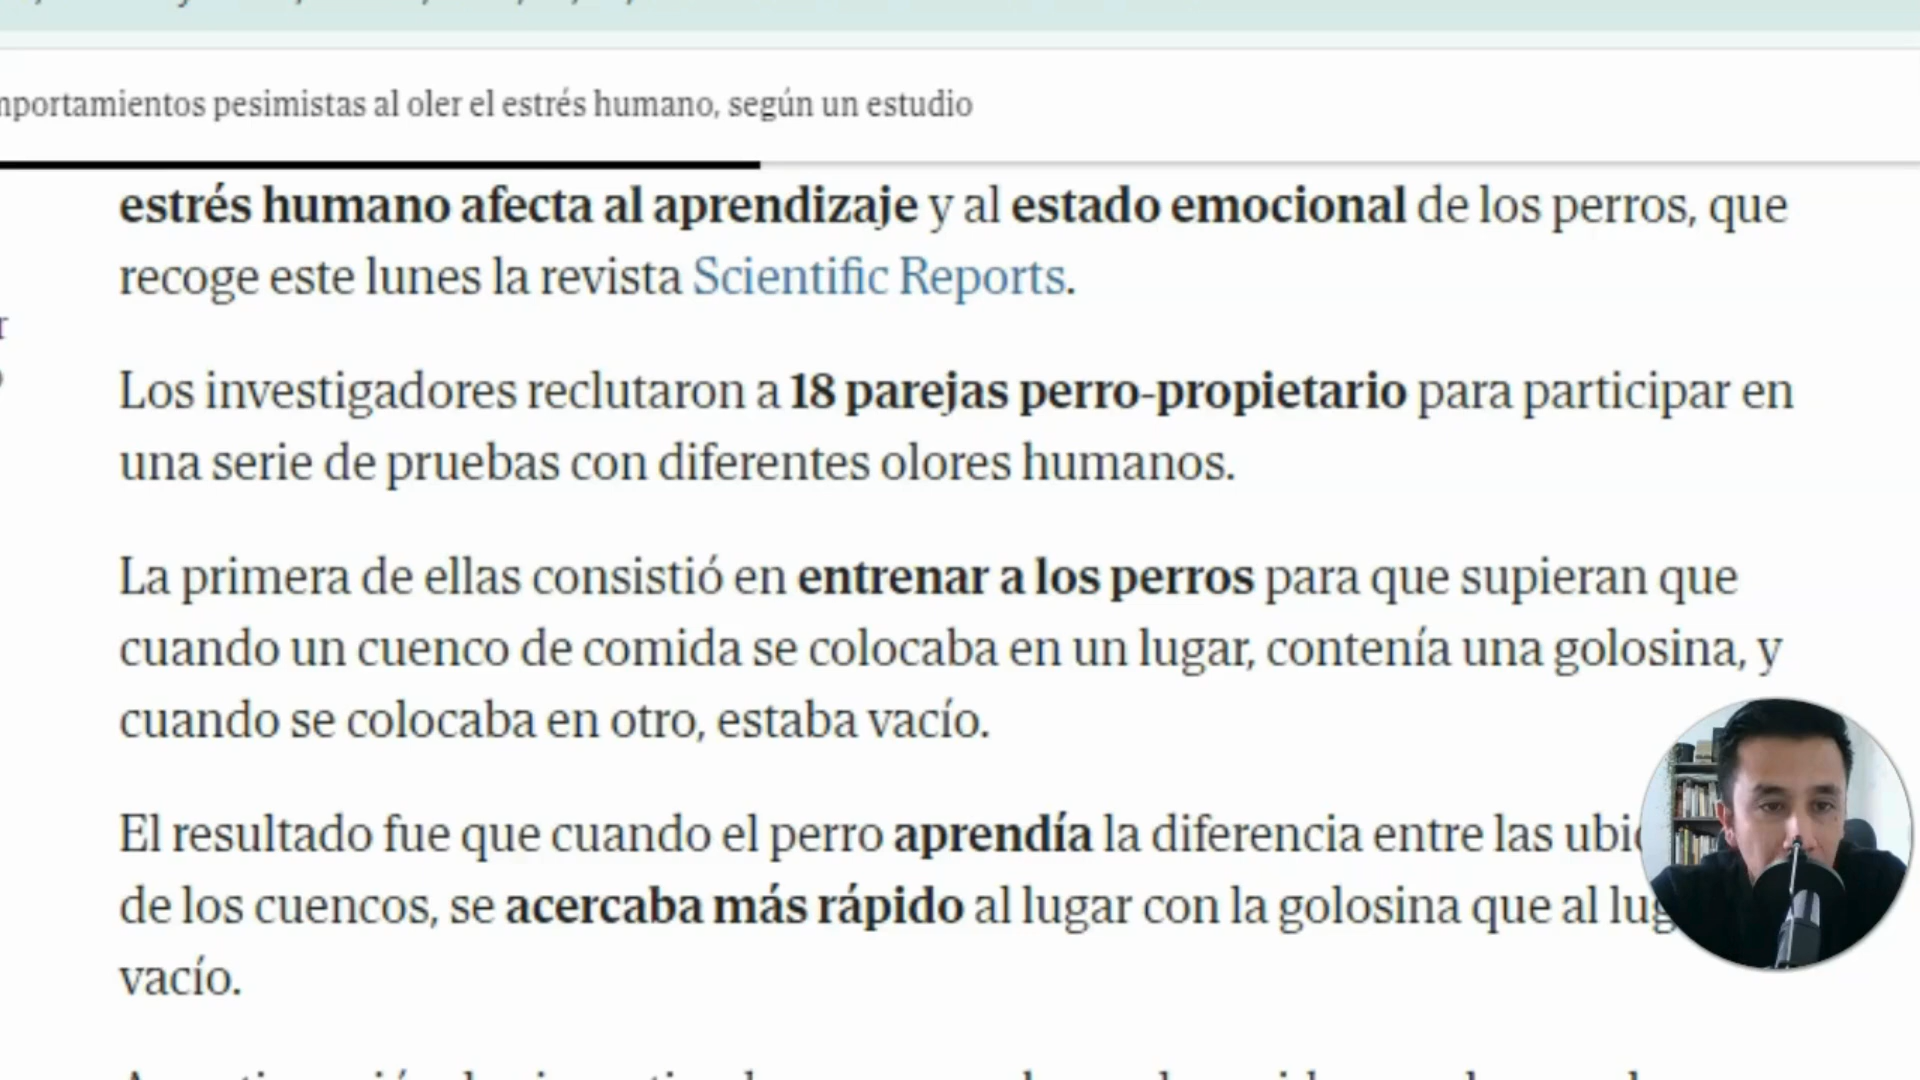 pesimistas al oler el estrés humano, según un estudio
estrés humano afecta al aprendizaje y al estado emocional de los perros, que
recoge este lunes la revista Scientific Reports.
Los investigadores reclutaron a 18 parejas perro-propietario para participar en
una serie de pruebas con diferentes olores humanos.
La primera de ellas consistió en entrenar a los perros para que supieran que
cuando un cuenco de comida se colocaba en un lugar, contenía una golosina, y
cuando se colocaba en otro, estaba vacío.
El resultado fue que cuando el perro aprendía la diferencia entre las
de los cuencos, se acercaba más rápido al lugar con la golosina que al
vacío.